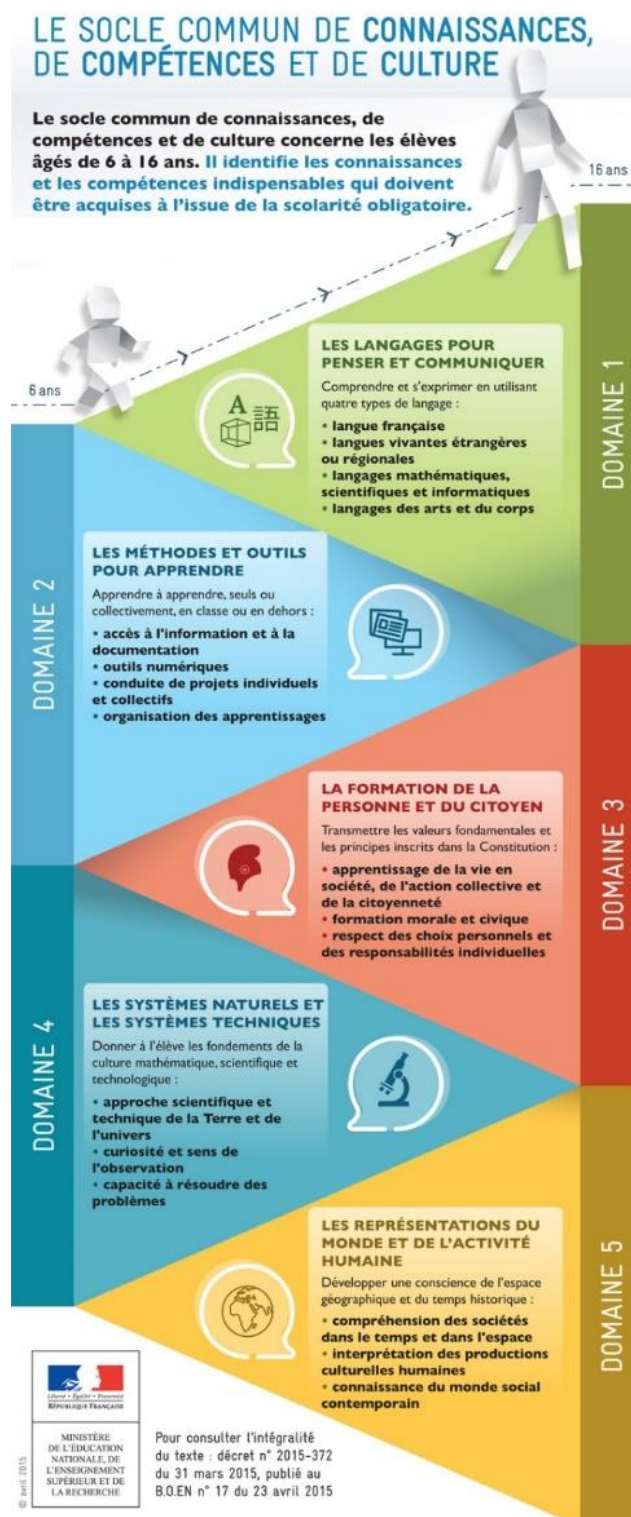 LE SOCLE COMMUN DE CONNAISSANCES,
DE COMPÉTENCES ET DE CULTURE
Le socle commun de connaissances, de
compétences et de culture concerne les élèves
âgés de 6 à 16 ans. Il identifie les connaissances
et les compétences indispensables qui doivent
être acquises à l'issue de la scolarité obligatoire.
16 ans
6 ans
DOMAINE 1
LES LANGAGES POUR
PENSER ET COMMUNIQUER
Comprendre et s'exprimer en utilisant
quatre types de langage :
• langue française
• langues vivantes étrangères
ou régionales
• langages mathématiques,
scientifiques et informatiques
• langages des arts et du corps
A 語
DOMAINE 2
LES MÉTHODES ET OUTILS
POUR APPRENDRE
Apprendre à apprendre, seuls ou
collectivement, en classe ou en dehors :
• accès à l'information et à la
documentation
• outils numériques
• conduite de projets individuels
et collectifs
• organisation des apprentissages
DOMAINE 3
LA FORMATION DE LA
PERSONNE ET DU CITOYEN
Transmettre les valeurs fondamentales et
les principes inscrits dans la Constitution :
• apprentissage de la vie en
société, de l'action collective et
de la citoyenneté
• formation morale et civique
• respect des choix personnels et
des responsabilités individuelles
DOMAINE 4
LES SYSTÈMES NATURELS ET
LES SYSTÈMES TECHNIQUES
Donner à l'élève les fondements de la
culture mathématique, scientifique et
technologique :
• approche scientifique et
technique de la Terre et de
l'univers
• curiosité et sens de
l'observation
• capacité à résoudre des
problèmes
DOMAINE 5
LES REPRÉSENTATIONS DU
MONDE ET DE L'ACTIVITÉ
HUMAINE
Développer une conscience de l'espace
géographique et du temps historique :
• compréhension des sociétés
dans le temps et dans l'espace
• interprétation des productions
culturelles humaines
• connaissance du monde social
contemporain
Liberté • Égalité • Fraternité
RÉPUBLIQUE FRANÇAISE
MINISTÈRE
DE L'ÉDUCATION
NATIONALE, DE
L'ENSEIGNEMENT
SUPÉRIEUR ET DE
LA RECHERCHE
© avril 2015
Pour consulter l'intégralité
du texte : décret n° 2015-372
du 31 mars 2015, publié au
B.O.EN n° 17 du 23 avril 2015